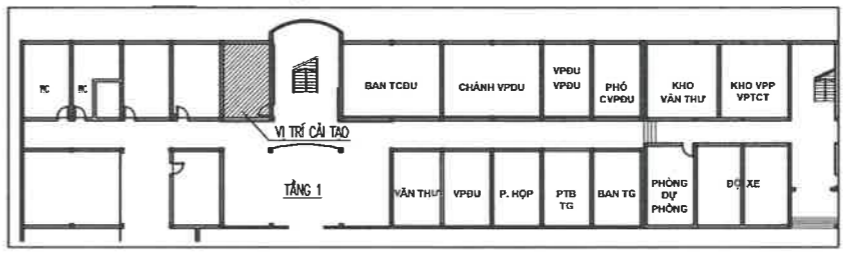 WC
WC
BAN TCĐU
CHÁNH VPĐU
VPĐU
VPĐU
PHÓ
CVPĐU
KHO
VĂN THƯ
KHO VPP
VPTCT
VỊ TRÍ CẢI TẠO
TẦNG 1
VĂN THƯ
VPĐU
P. HỌP
PTB
TG
BAN TG
PHÒNG
DỰ
PHÒNG
ĐỘI XE